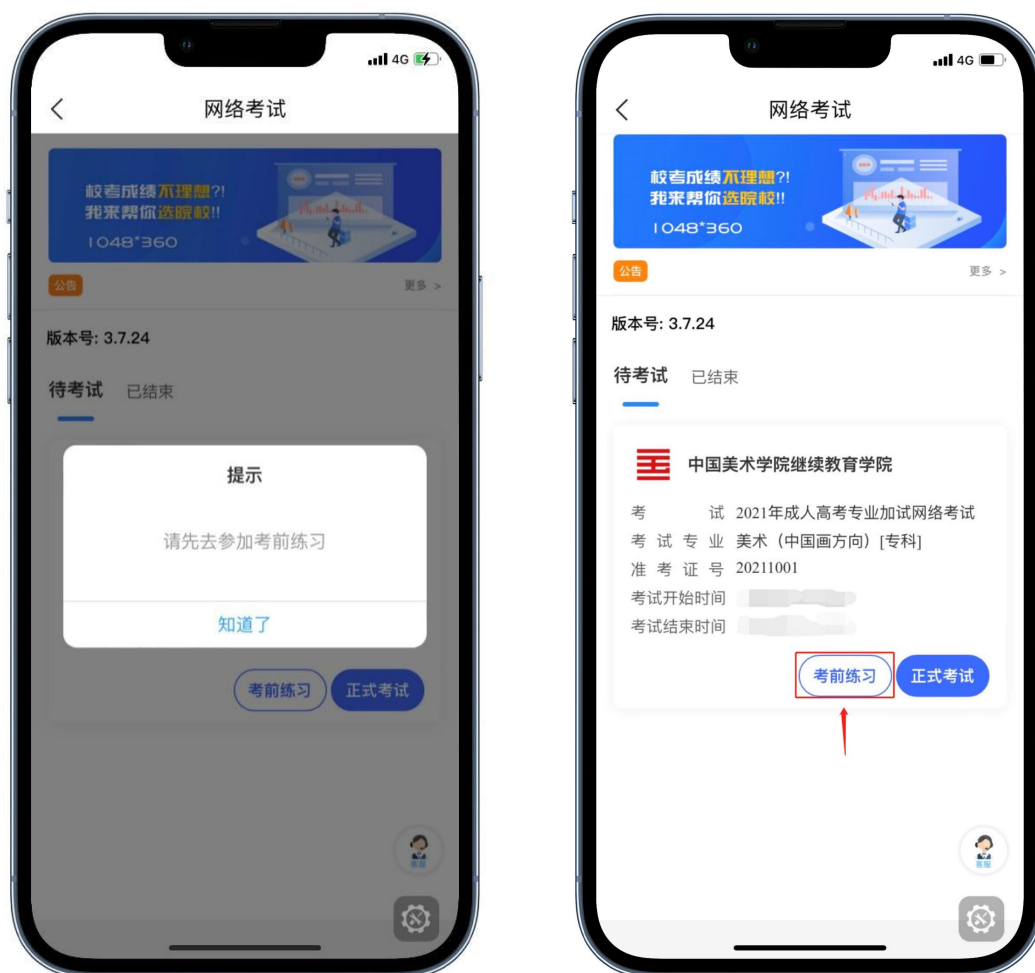 4G
网络考试
校考成绩不理想?!
我来帮你选院校!!
1048*360
公告
更多 >
版本号: 3.7.24
待考试 已结束
提示
请先去参加考前练习
知道了
考前练习 正式考试
客服
4G
网络考试
校考成绩不理想?!
我来帮你选院校!!
1048*360
公告
更多 >
版本号: 3.7.24
待考试 已结束
中国美术学院继续教育学院
考试 2021年成人高考专业加试网络考试
考试专业 美术（中国画方向）[专科]
准考证号 20211001
考试开始时间
考试结束时间
考前练习 正式考试
客服